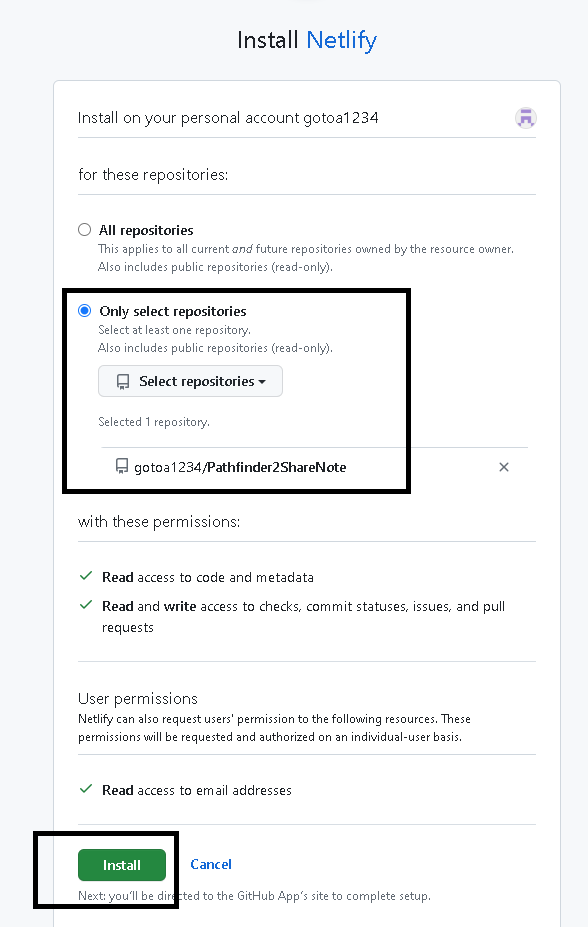 Install Netlify
Install on your personal account gotoa1234
for these repositories:
All repositories
This applies to all current and future repositories owned by the resource owner.
Also includes public repositories (read-only).
Only select repositories
Select at least one repository.
Also includes public repositories (read-only).
Select repositories
Selected 1 repository.
gotoa1234/Pathfinder2ShareNote
with these permissions:
Read access to code and metadata
Read and write access to checks, commit statuses, issues, and pull
requests
User permissions
Netlify can also request users' permission to the following resources. These
permissions will be requested and authorized on an individual-user basis.
Read access to email addresses
Install Cancel
Next: you'll be directed to the GitHub App's site to complete setup.